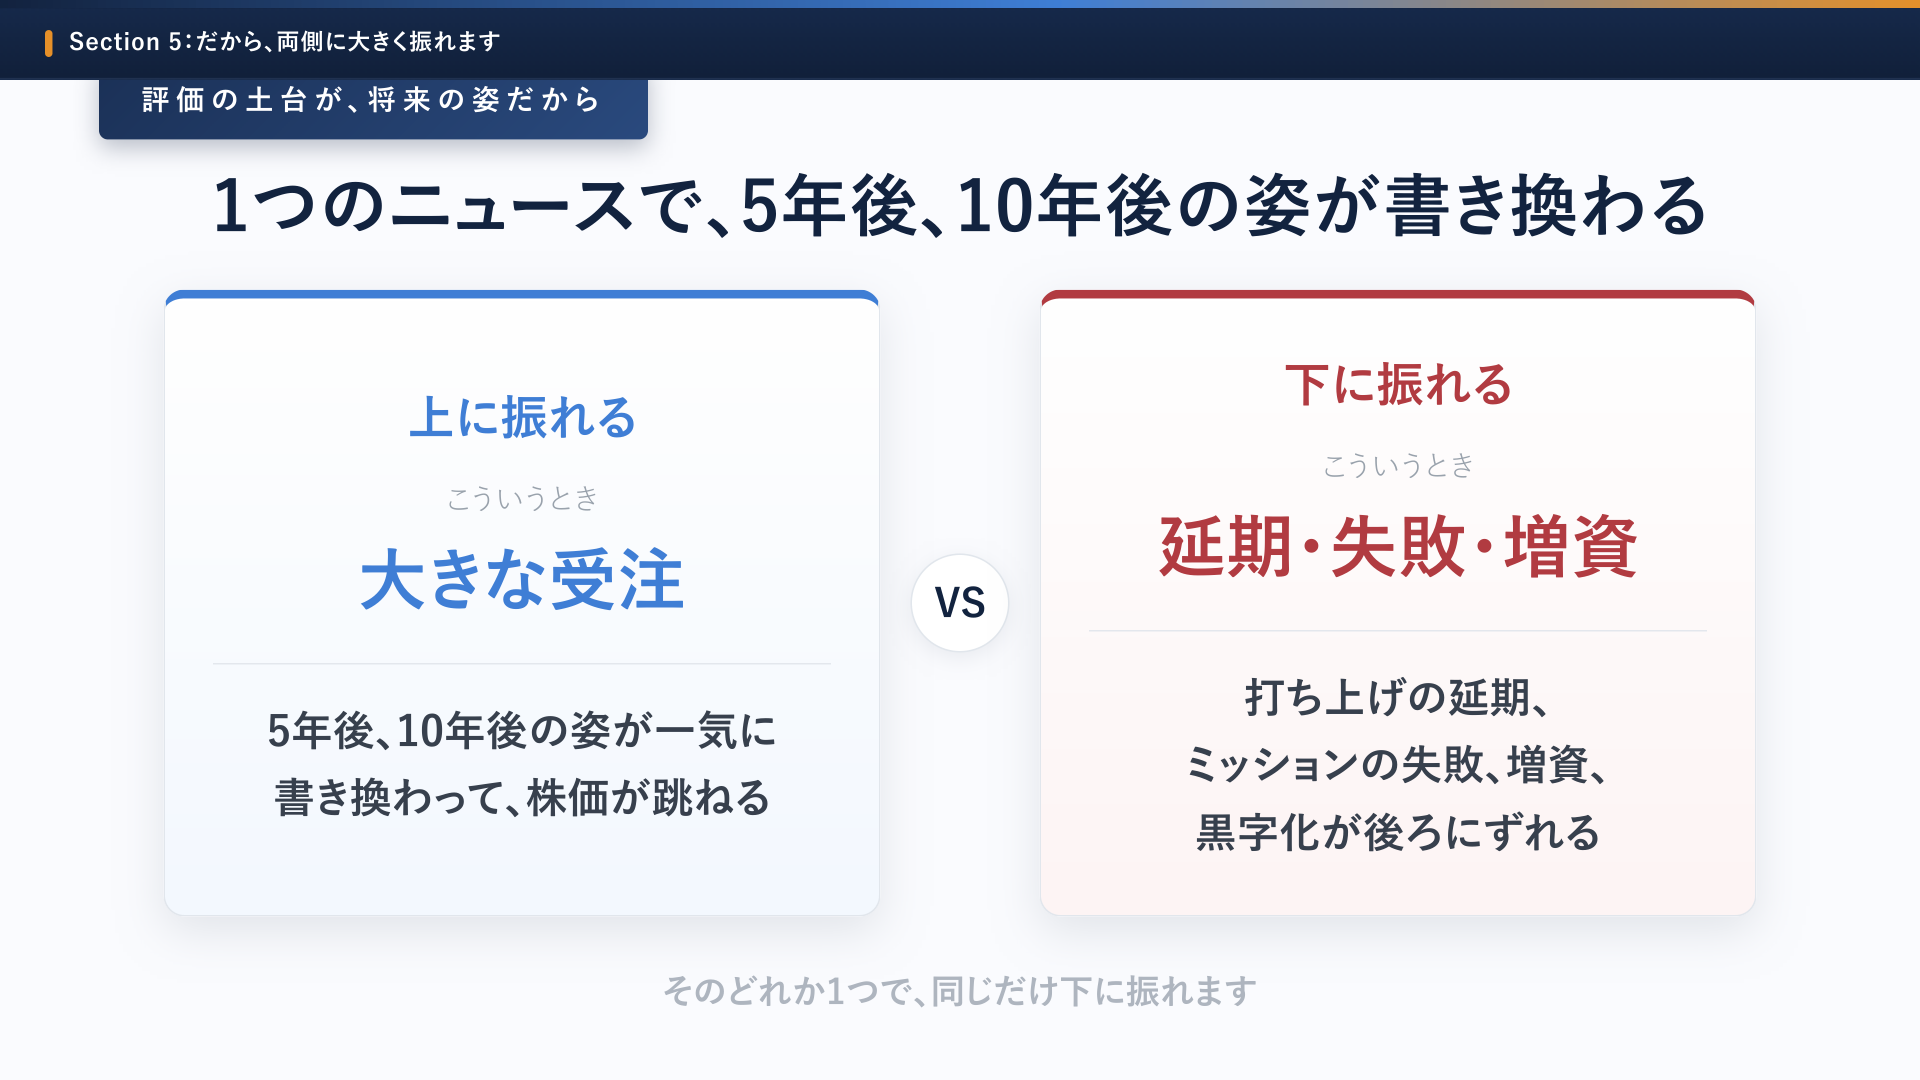 Section 5：だから、両側に大きく振れます
評価の土台が、将来の姿だから
1つのニュースで、5年後、10年後の姿が書き換わる
上に振れる
こういうとき
大きな受注
5年後、10年後の姿が一気に
書き換わって、株価が跳ねる
VS
下に振れる
こういうとき
延期・失敗・増資
打ち上げの延期、
ミッションの失敗、増資、
黒字化が後ろにずれる
そのどれか1つで、同じだけ下に振れます